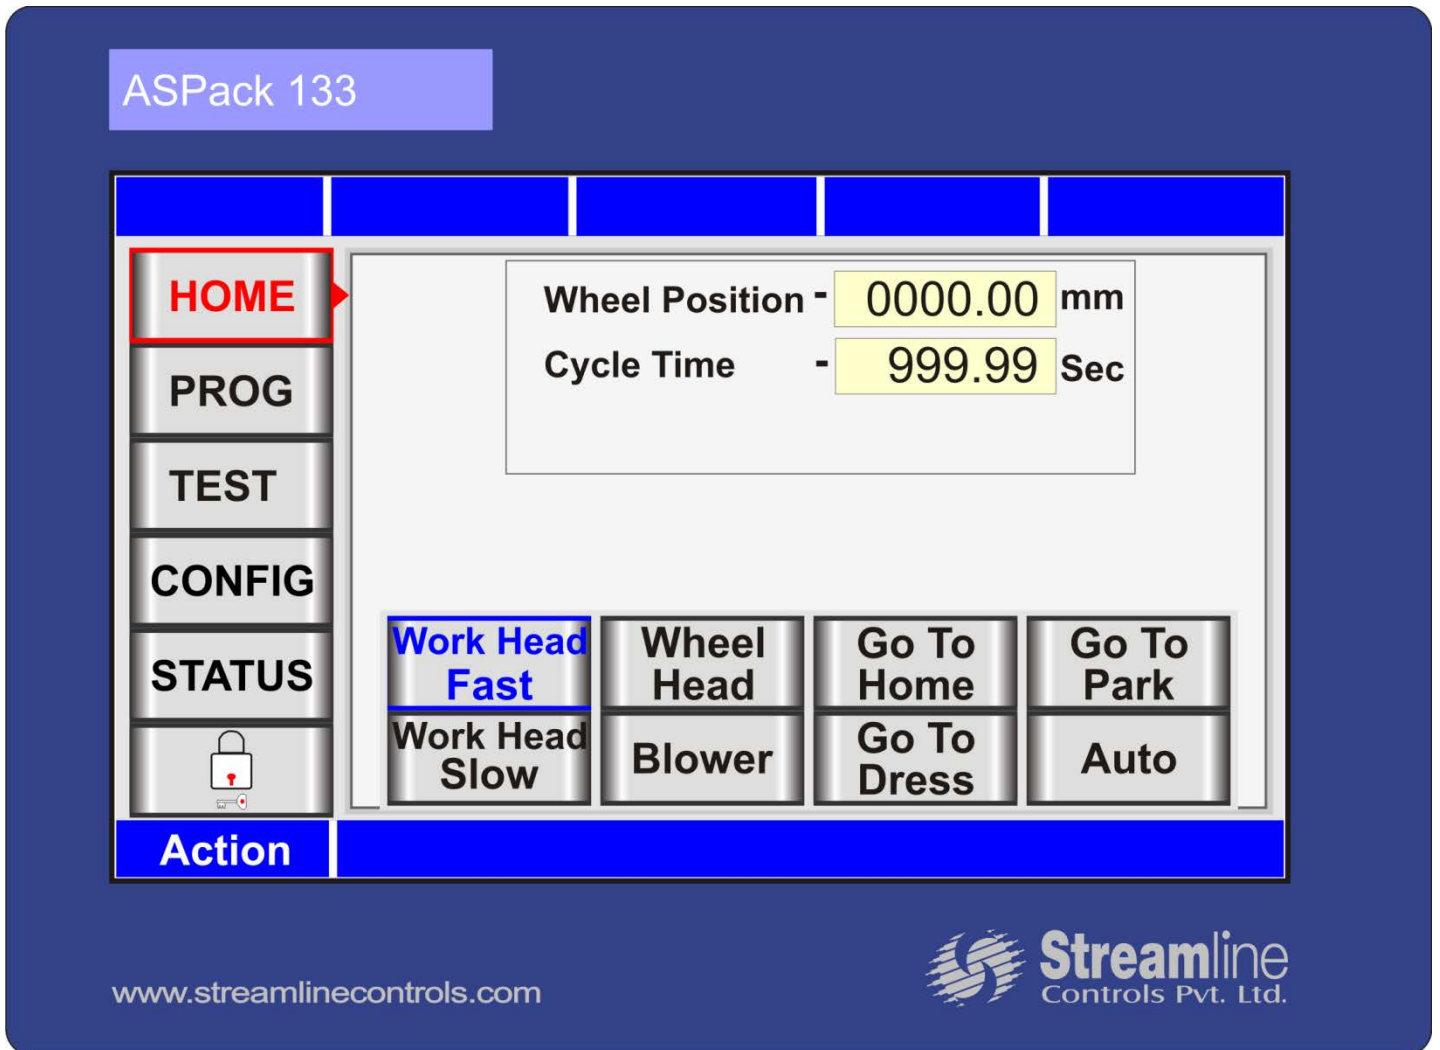 ASPack 133
HOME
PROG
TEST
CONFIG
STATUS
Wheel Position - 0000.00 mm
Cycle Time - 999.99 Sec
Work Head
Fast
Wheel
Head
Go To
Home
Go To
Park
Work Head
Slow
Blower
Go To
Dress
Auto
Action
www.streamlinecontrols.com
Streamline
Controls Pvt. Ltd.